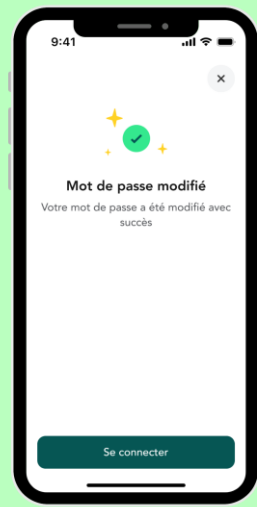 9:41
Mot de passe modifié
Votre mot de passe a été modifié avec
succès
Se connecter